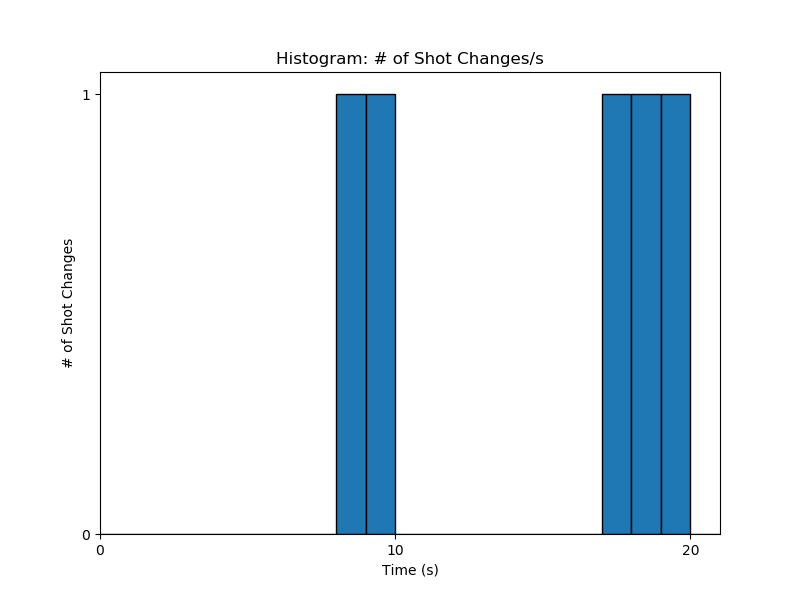 Histogram: # of Shot Changes/s
1
# of Shot Changes
0
0 10 20
Time (s)